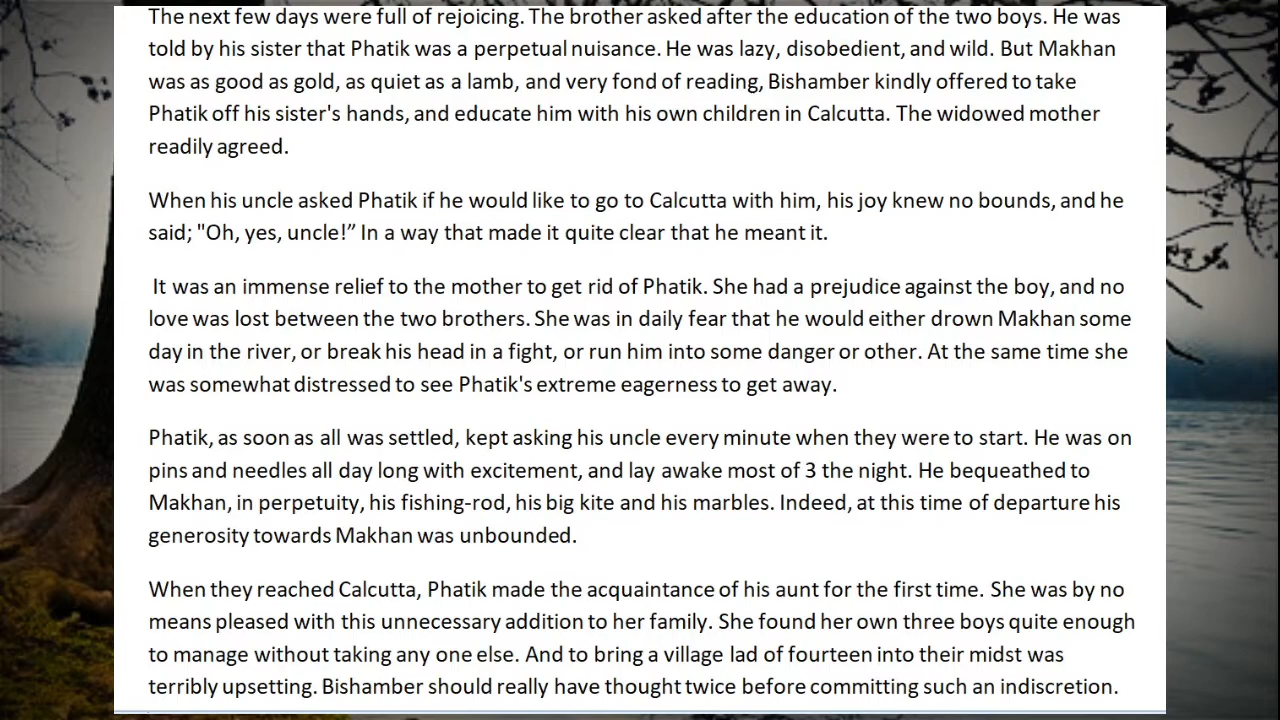 The next few days were full of rejoicing. The brother asked after the education of the two boys. He was
told by his sister that Phatik was a perpetual nuisance. He was lazy, disobedient, and wild. But Makhan
was as good as gold, as quiet as a lamb, and very fond of reading, Bishamber kindly offered to take
Phatik off his sister's hands, and educate him with his own children in Calcutta. The widowed mother
readily agreed.
When his uncle asked Phatik if he would like to go to Calcutta with him, his joy knew no bounds, and he
said; "Oh, yes, uncle!” In a way that made it quite clear that he meant it.
It was an immense relief to the mother to get rid of Phatik. She had a prejudice against the boy, and no
love was lost between the two brothers. She was in daily fear that he would either drown Makhan some
day in the river, or break his head in a fight, or run him into some danger or other. At the same time she
was somewhat distressed to see Phatik's extreme eagerness to get away.
Phatik, as soon as all was settled, kept asking his uncle every minute when they were to start. He was on
pins and needles all day long with excitement, and lay awake most of 3 the night. He bequeathed to
Makhan, in perpetuity, his fishing-rod, his big kite and his marbles. Indeed, at this time of departure his
generosity towards Makhan was unbounded.
When they reached Calcutta, Phatik made the acquaintance of his aunt for the first time. She was by no
means pleased with this unnecessary addition to her family. She found her own three boys quite enough
to manage without taking any one else. And to bring a village lad of fourteen into their midst was
terribly upsetting. Bishamber should really have thought twice before committing such an indiscretion.